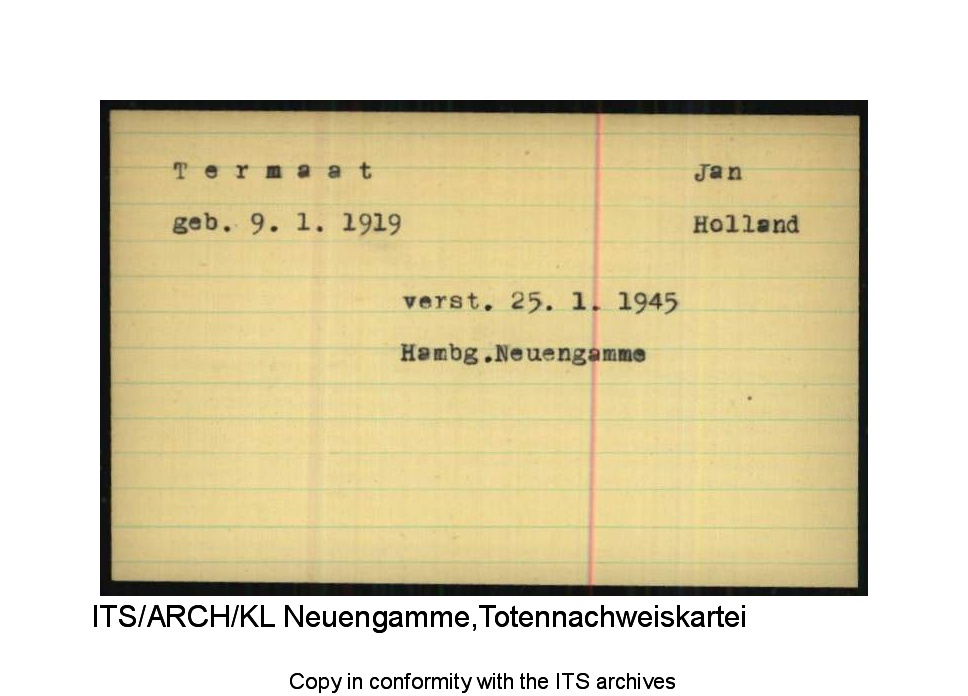 Termaat Jan
geb. 9. 1. 1919 Holland
verst. 25. 1. 1945
Hambg.Neuengamme
ITS/ARCH/KL Neuengamme,Totennachweiskartei
Copy in conformity with the ITS archives